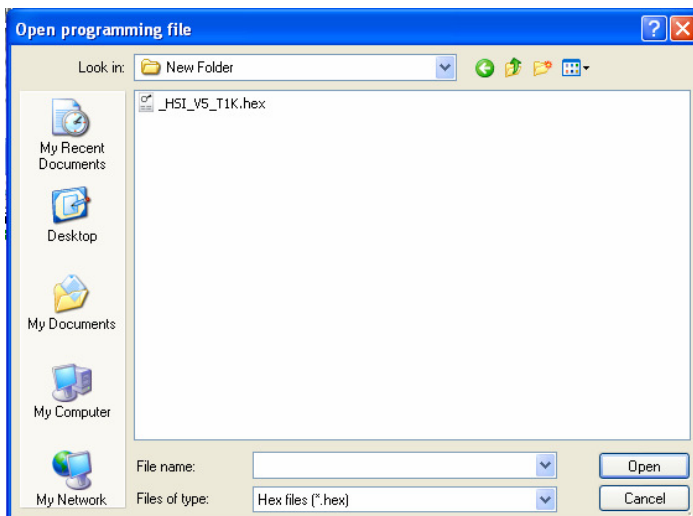 Open programming file
Look in: New Folder
_HSI_V5_T1K.hex
My Recent
Documents
Desktop
My Documents
My Computer
My Network
File name:
Open
Files of type: Hex files (*.hex)
Cancel